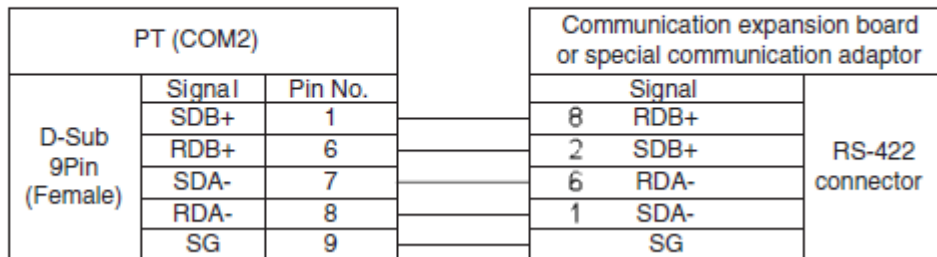 PT (COM2)
Communication expansion board
or special communication adaptor
Signal Pin No. Signal
SDB+ 1 8 RDB+
RDB+ 6 2 SDB+
SDA- 7 6 RDA-
RDA- 8 1 SDA-
SG 9 SG
D-Sub
9Pin
(Female)
RS-422
connector